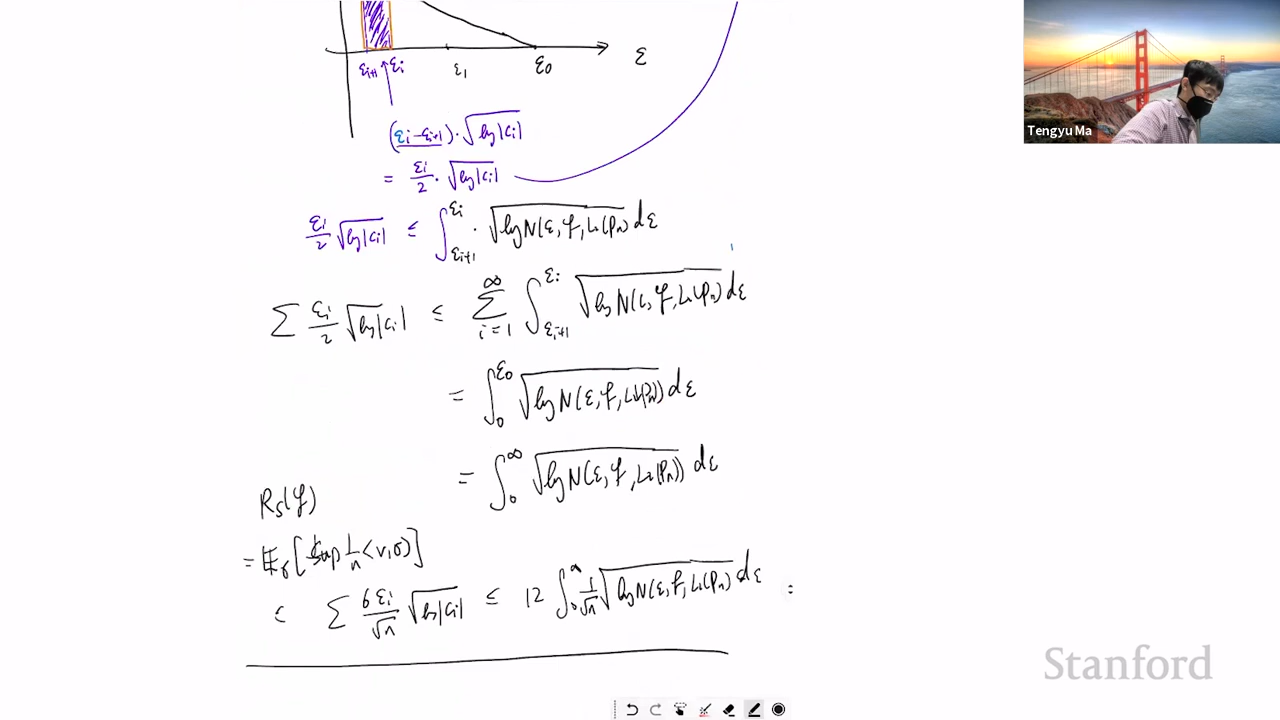 ε_{i+1} ε_i ε_1 ε_0 ε
(ε_i - ε_{i+1}) · √(log|C_i|)
= ε_i/2 · √(log|C_i|)
ε_i/2 √(log|C_i|) ≤ ∫_{ε_{i+1}}^{ε_i} · √(log N(ε, F, L_2(P_n))) dε
Σ ε_i/2 √(log|C_i|) ≤ Σ_{i=1}^{∞} ∫_{ε_{i+1}}^{ε_i} √(log N(ε, F, L_2(P_n))) dε
= ∫_0^{ε_0} √(log N(ε, F, L_2(P_n))) dε
= ∫_0^∞ √(log N(ε, F, L_2(P_n))) dε
R_S(F)
= E_σ[sup 1/n <v,σ>]
≤ Σ 6ε_i/√n √(log|C_i|) ≤ 12 ∫_0^∞ 1/√n √(log N(ε, F, L_2(P_n))) dε =
Tengyu Ma
Stanford